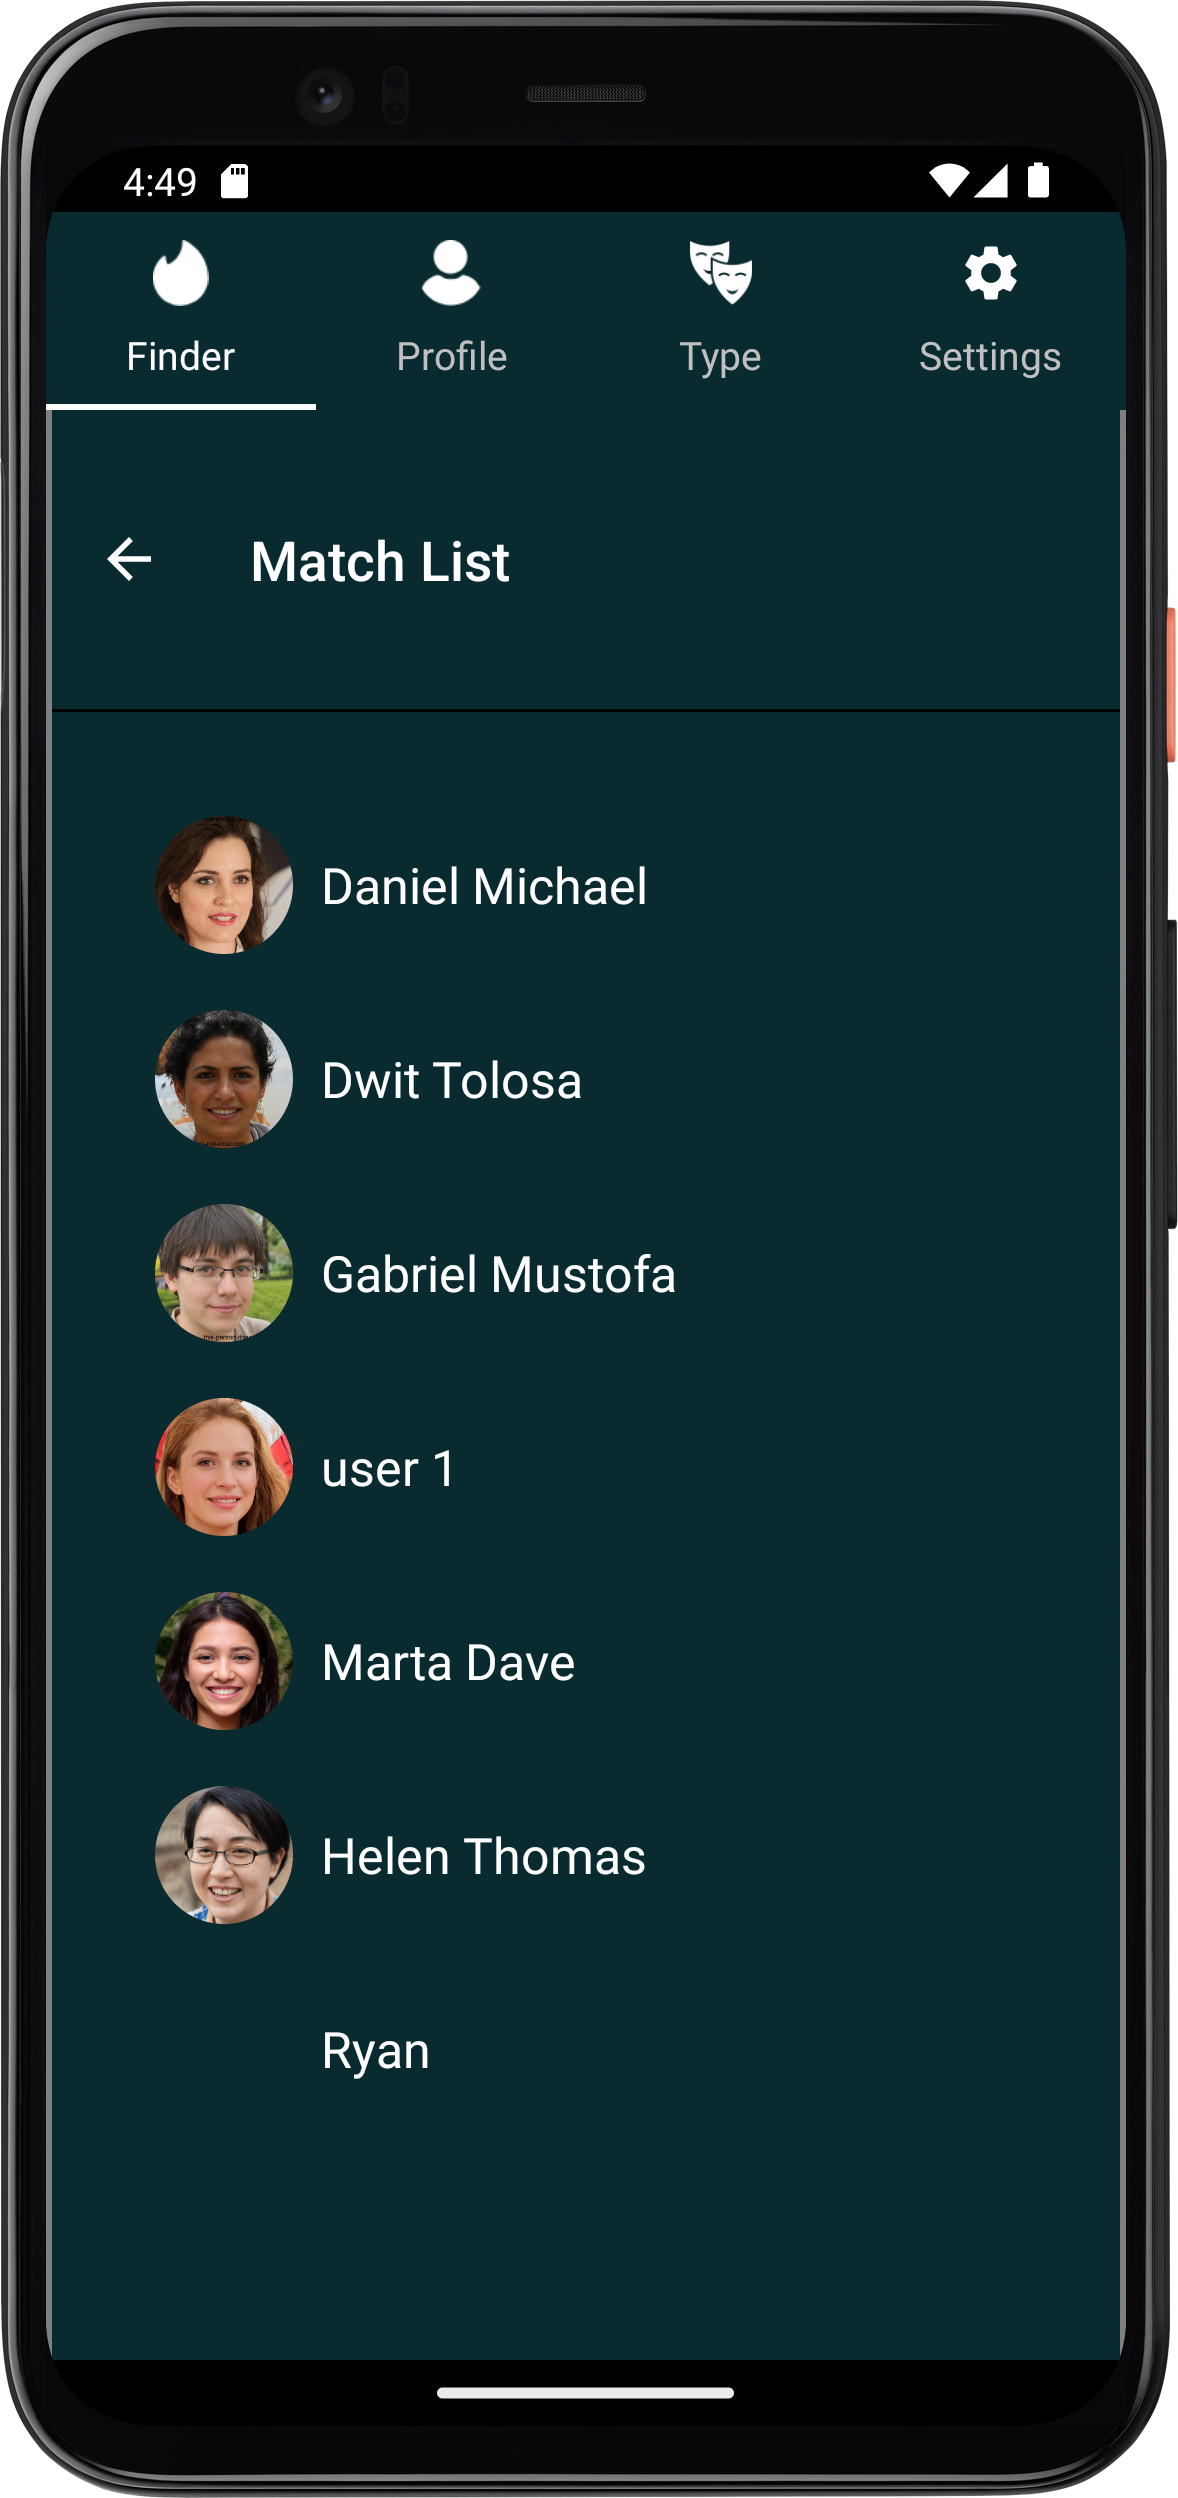 4:49
Finder Profile Type Settings
Match List
Daniel Michael
Dwit Tolosa
Gabriel Mustofa
user 1
Marta Dave
Helen Thomas
Ryan